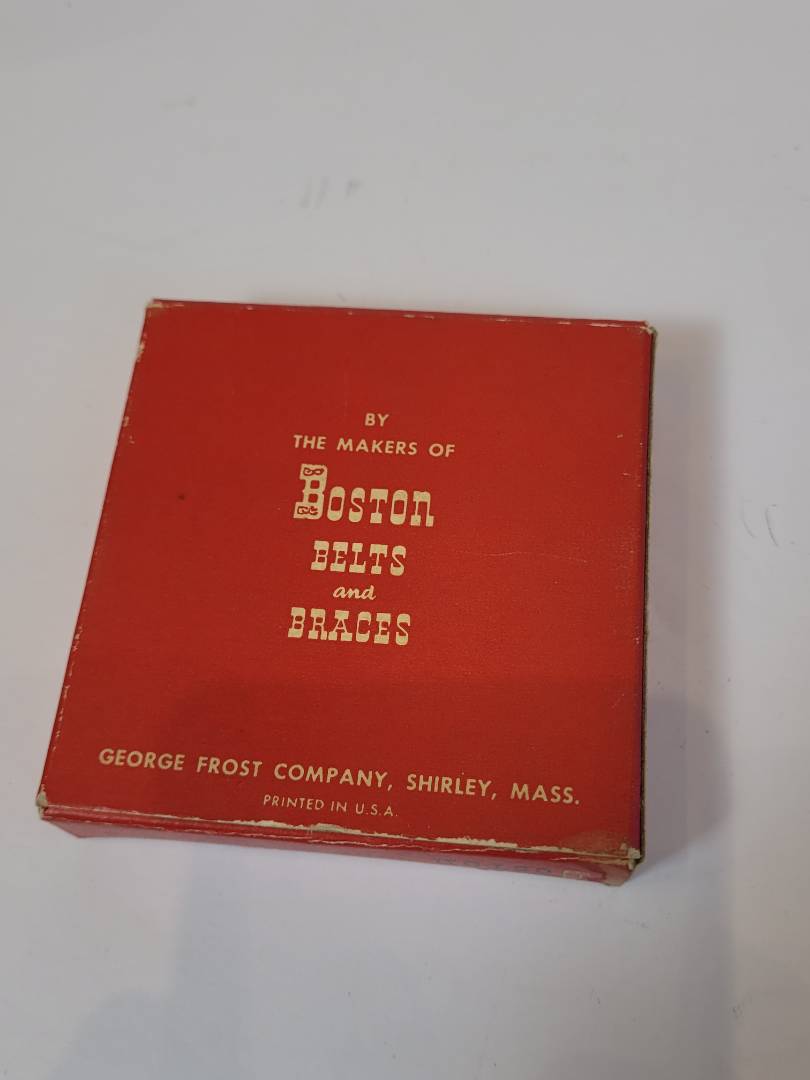 BY
THE MAKERS OF
BOSTON
BELTS
and
BRACES
GEORGE FROST COMPANY, SHIRLEY, MASS.
PRINTED IN U.S.A.